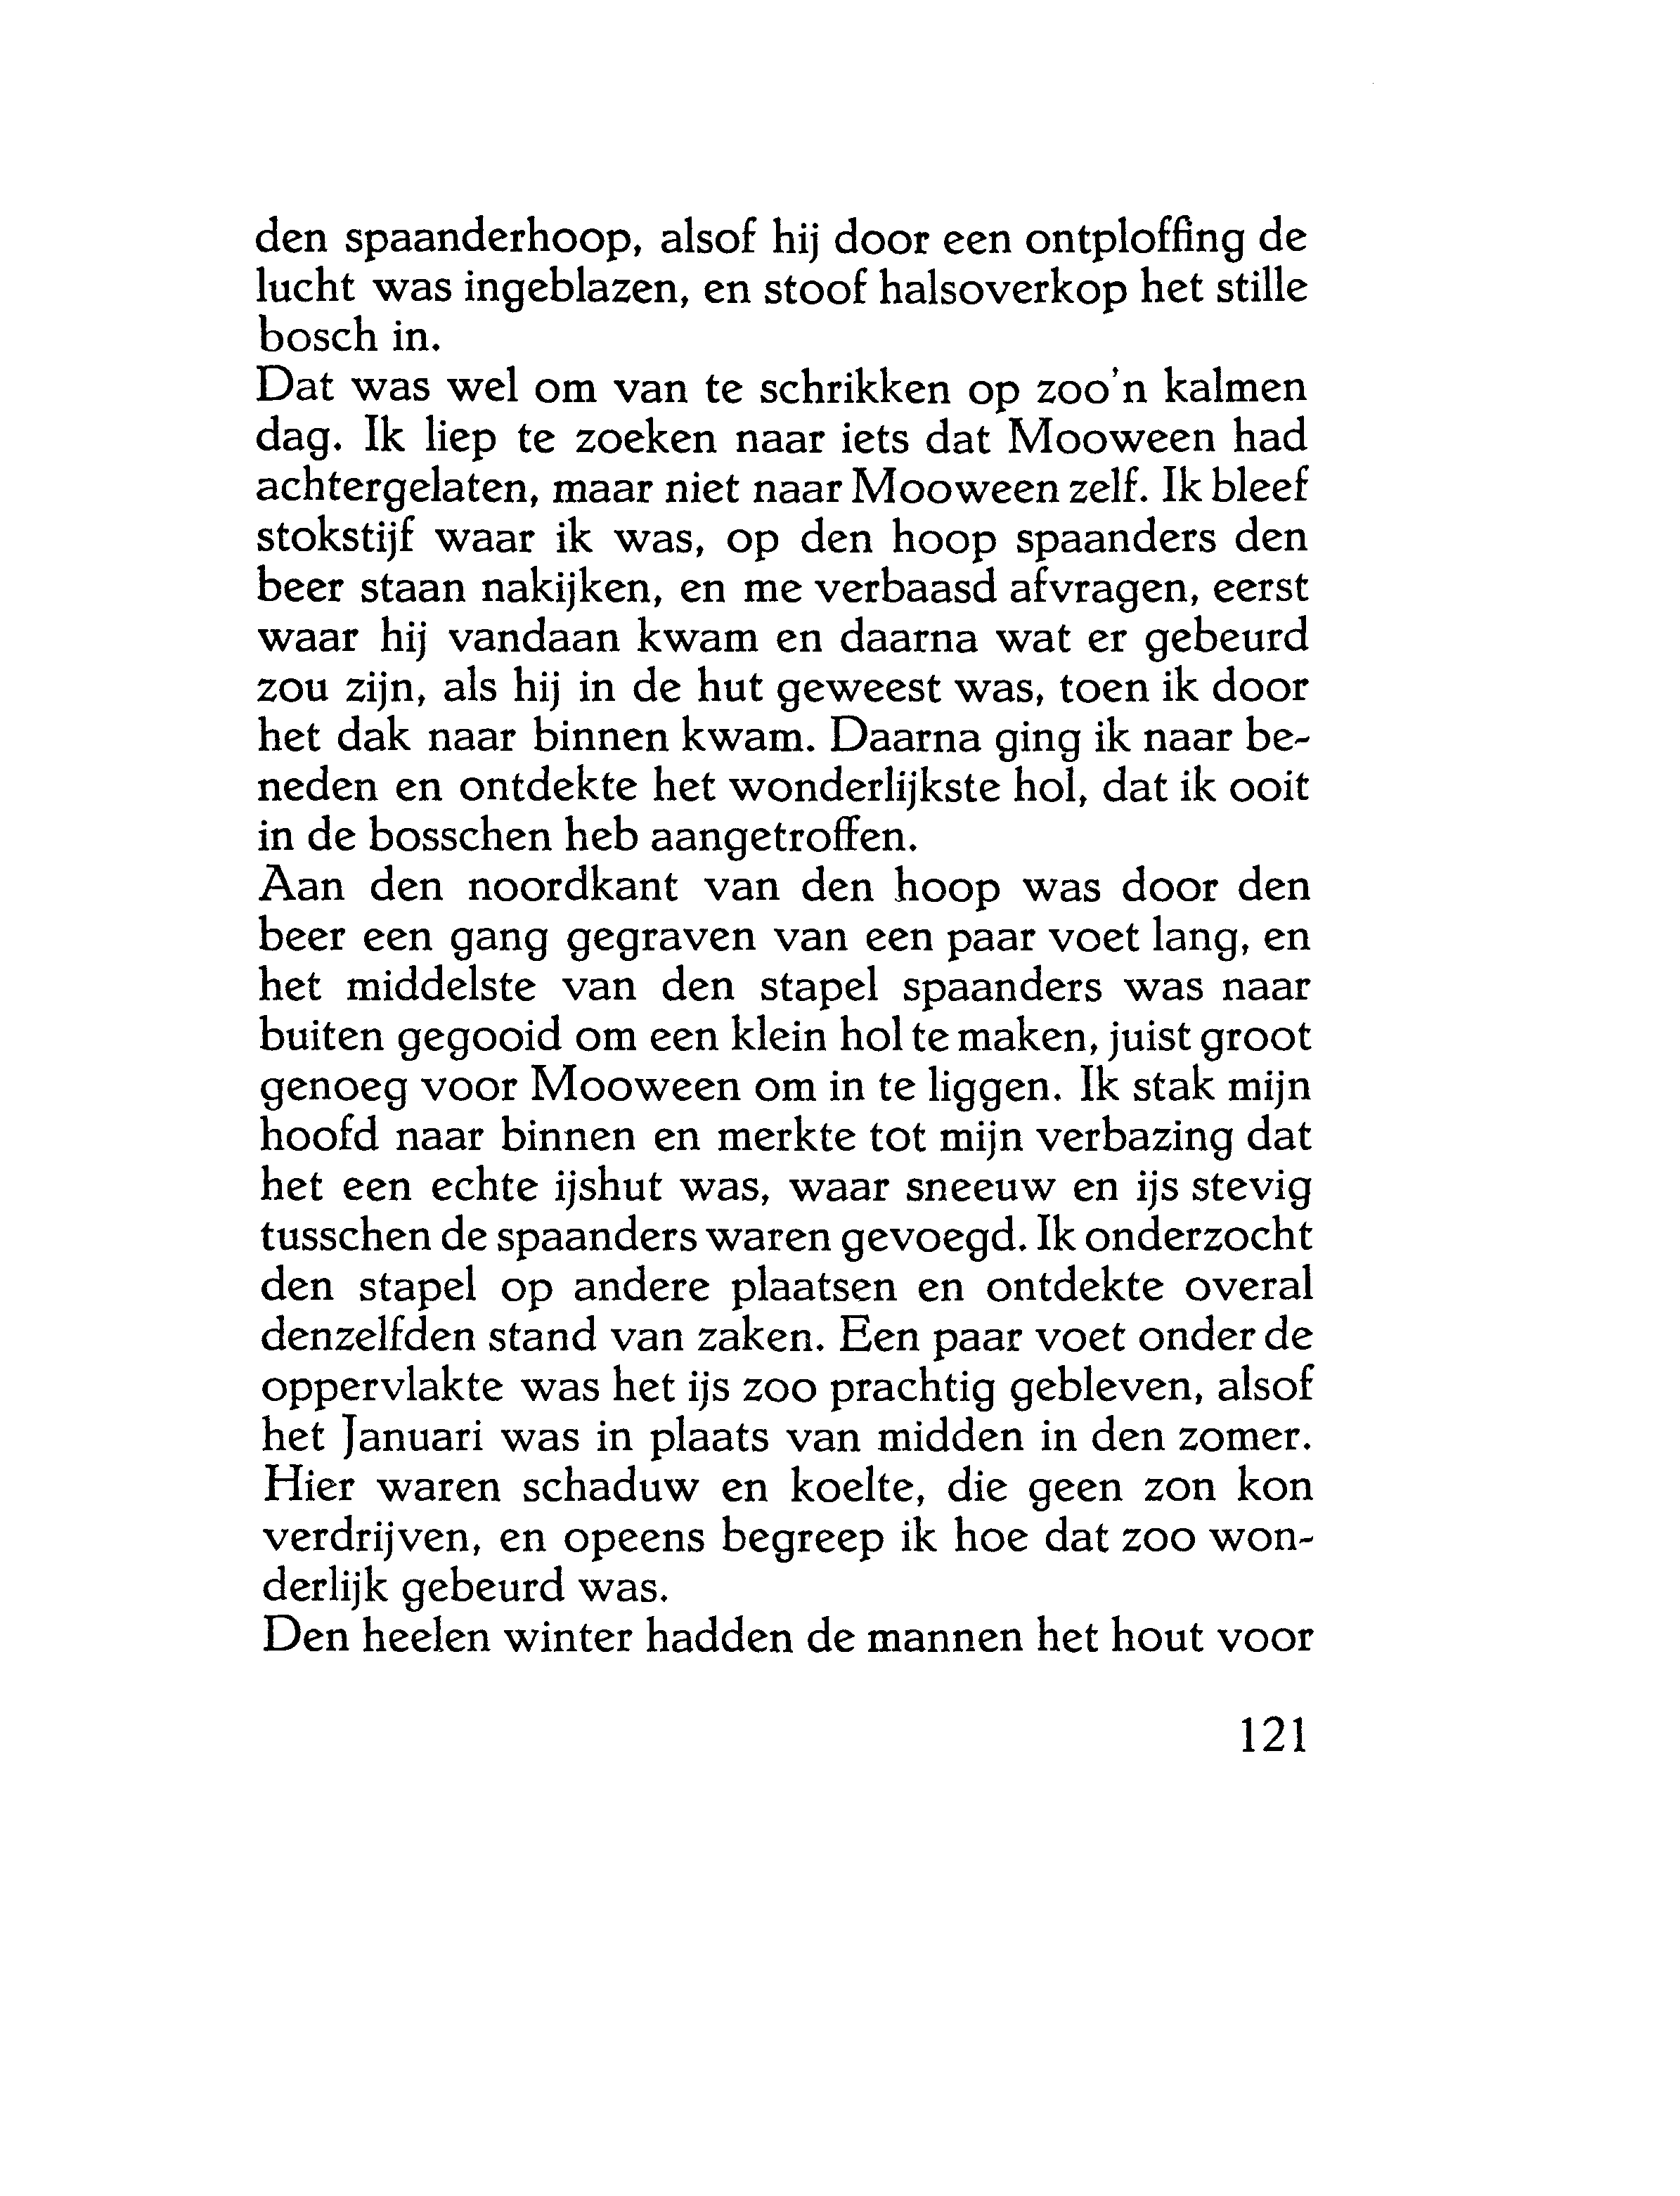 den spaanderhoop, alsof hij door een ontploffing de
lucht was ingeblazen, en stoof halsoverkop het stille
bosch in.
Dat was wel om van te schrikken op zoo'n kalmen
dag. Ik liep te zoeken naar iets dat Mooween had
achtergelaten, maar niet naar Mooween zelf. Ik bleef
stokstijf waar ik was, op den hoop spaanders den
beer staan nakijken, en me verbaasd afvragen, eerst
waar hij vandaan kwam en daarna wat er gebeurd
zou zijn, als hij in de hut geweest was, toen ik door
het dak naar binnen kwam. Daarna ging ik naar be-
neden en ontdekte het wonderlijkste hol, dat ik ooit
in de bosschen heb aangetroffen.
Aan den noordkant van den hoop was door den
beer een gang gegraven van een paar voet lang, en
het middelste van den stapel spaanders was naar
buiten gegooid om een klein hol te maken, juist groot
genoeg voor Mooween om in te liggen. Ik stak mijn
hoofd naar binnen en merkte tot mijn verbazing dat
het een echte ijshut was, waar sneeuw en ijs stevig
tusschen de spaanders waren gevoegd. Ik onderzocht
den stapel op andere plaatsen en ontdekte overal
denzelfden stand van zaken. Een paar voet onder de
oppervlakte was het ijs zoo prachtig gebleven, alsof
het Januari was in plaats van midden in den zomer.
Hier waren schaduw en koelte, die geen zon kon
verdrijven, en opeens begreep ik hoe dat zoo won-
derlijk gebeurd was.
Den heelen winter hadden de mannen het hout voor
121